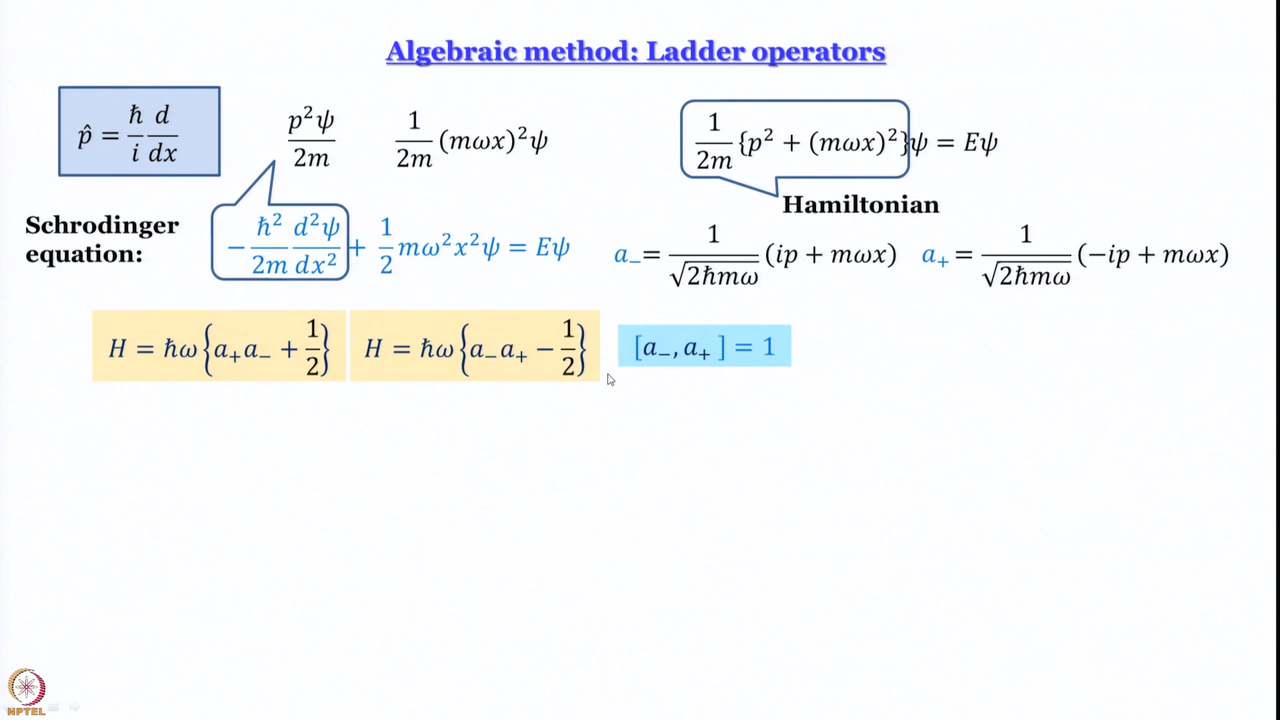 Algebraic method: Ladder operators
p̂ = ħ/i d/dx
p²ψ/2m
1/2m (mωx)²ψ
1/2m {p² + (mωx)²}ψ = Eψ
Hamiltonian
Schrodinger
equation:
− ħ²/2m d²ψ/dx² + 1/2 mω²x²ψ = Eψ
a₋= 1/√2ħmω (ip + mωx)
a₊ = 1/√2ħmω (−ip + mωx)
H = ħω{a₊a₋ + 1/2}
H = ħω{a₋a₊ − 1/2}
[a₋, a₊ ] = 1
NPTEL